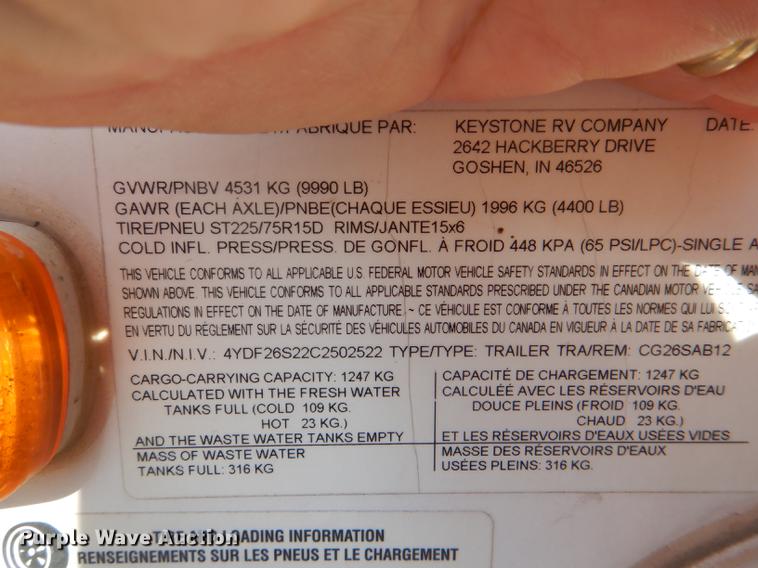 FABRIQUE PAR: KEYSTONE RV COMPANY DATE:
2642 HACKBERRY DRIVE
GOSHEN, IN 46526
GVWR/PNBV 4531 KG (9990 LB)
GAWR (EACH AXLE)/PNBE(CHAQUE ESSIEU) 1996 KG (4400 LB)
TIRE/PNEU ST225/75R15D RIMS/JANTE15x6
COLD INFL. PRESS/PRESS. DE GONFL. À FROID 448 KPA (65 PSI/LPC)-SINGLE
THIS VEHICLE CONFORMS TO ALL APPLICABLE U.S. FEDERAL MOTOR VEHICLE SAFETY STANDARDS IN EFFECT ON THE DATE OF
SHOWN ABOVE. THIS VEHICLE CONFORMS TO ALL APPLICABLE STANDARDS PRESCRIBED UNDER THE CANADIAN MOTOR VEHICLE
REGULATIONS IN EFFECT ON THE DATE OF MANUFACTURE. ~ CE VÉHICULE EST CONFORME À TOUTES LES NORMES QUI LUI
EN VERTU DU RÈGLEMENT SUR LA SÉCURITÉ DES VÉHICULES AUTOMOBILES DU CANADA EN VIGUEUR À LA DATE DE SA
V.I.N./N.I.V.: 4YDF26S22C2502522 TYPE/TYPE: TRAILER TRA/REM: CG26SAB12
CARGO-CARRYING CAPACITY: 1247 KG
CALCULATED WITH THE FRESH WATER
TANKS FULL (COLD 109 KG.
HOT 23 KG.)
AND THE WASTE WATER TANKS EMPTY
MASS OF WASTE WATER
TANKS FULL: 316 KG
CAPACITÉ DE CHARGEMENT: 1247 KG
CALCULÉE AVEC LES RÉSERVOIRS D'EAU
DOUCE PLEINS (FROID 109 KG.
CHAUD 23 KG.)
ET LES RÉSERVOIRS D'EAUX USÉES VIDES
MASSE DES RÉSERVOIRS D'EAUX
USÉES PLEINS: 316 KG.
TIRE AND LOADING INFORMATION
RENSEIGNEMENTS SUR LES PNEUS ET LE CHARGEMENT
Purple Wave Auction